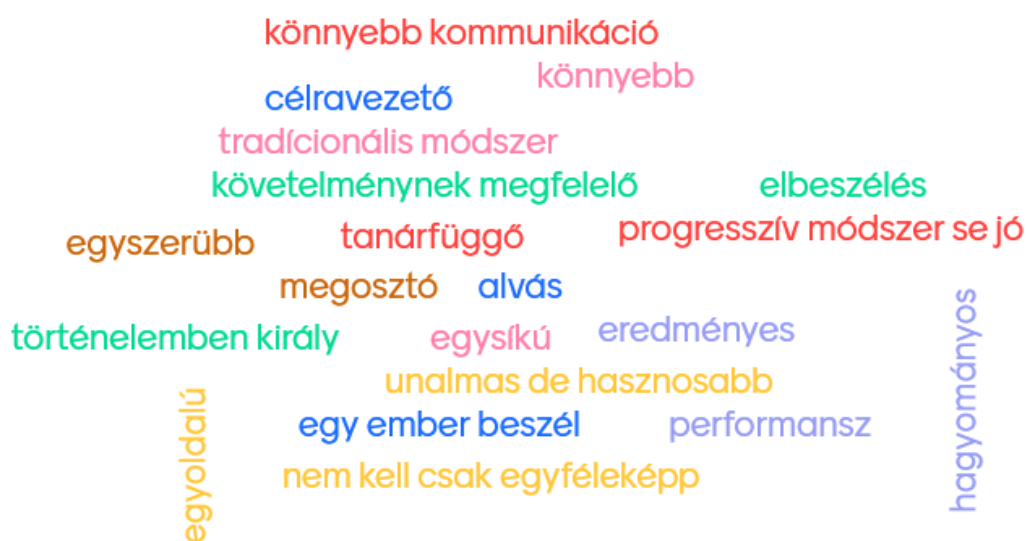 könnyebb kommunikáció
könnyebb
célravezető
tradícionális módszer
követelménynek megfelelő
elbeszélés
egyszerübb
tanárfüggő
progresszív módszer se jó
megosztó
alvás
történelemben király
egysíkú
eredményes
hagyományos
unalmas de hasznosabb
egyoldalú
egy ember beszél
performansz
nem kell csak egyféleképp